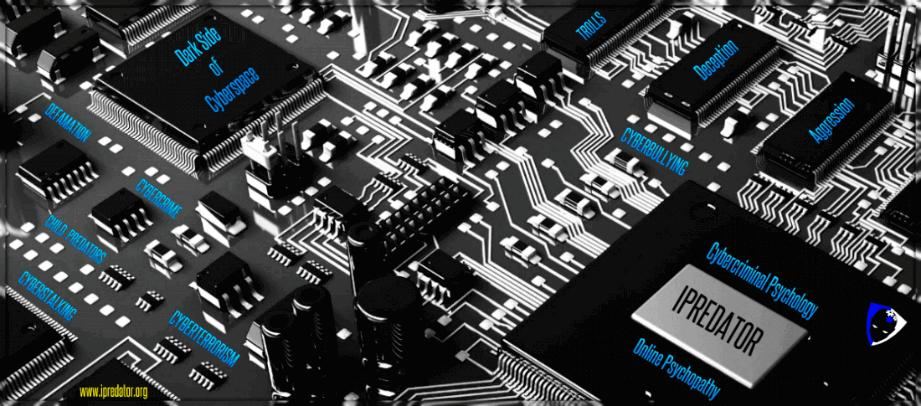 Dark Side
of
Cyberspace
TROLLS
Deception
Aggression
DEFAMATION
CYBERBULLYING
CYBERCRIME
CHILD PREDATORS
CYBERSTALKING
CYBERTERRORISM
Cybercriminal Psychology
IPREDATOR
Online Psychopathy
www.ipredator.org